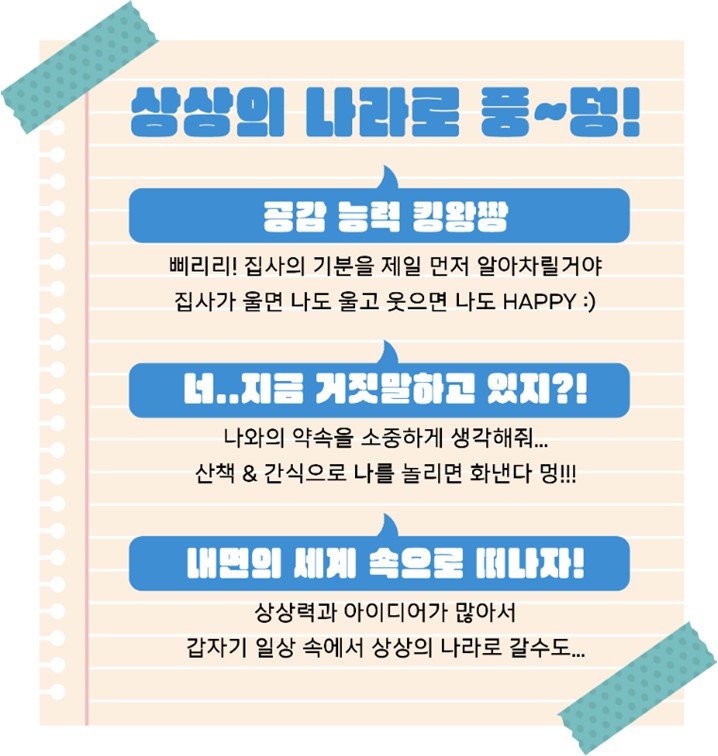 상상의 나라로 풍~덩!
공감 능력 킹왕짱
삐리리! 집사의 기분을 제일 먼저 알아차릴거야
집사가 울면 나도 울고 웃으면 나도 HAPPY :)
너..지금 거짓말하고 있지?!
나와의 약속을 소중하게 생각해줘...
산책 & 간식으로 나를 놀리면 화낸다 멍!!!
내면의 세계 속으로 떠나자!
상상력과 아이디어가 많아서
갑자기 일상 속에서 상상의 나라로 갈수도...